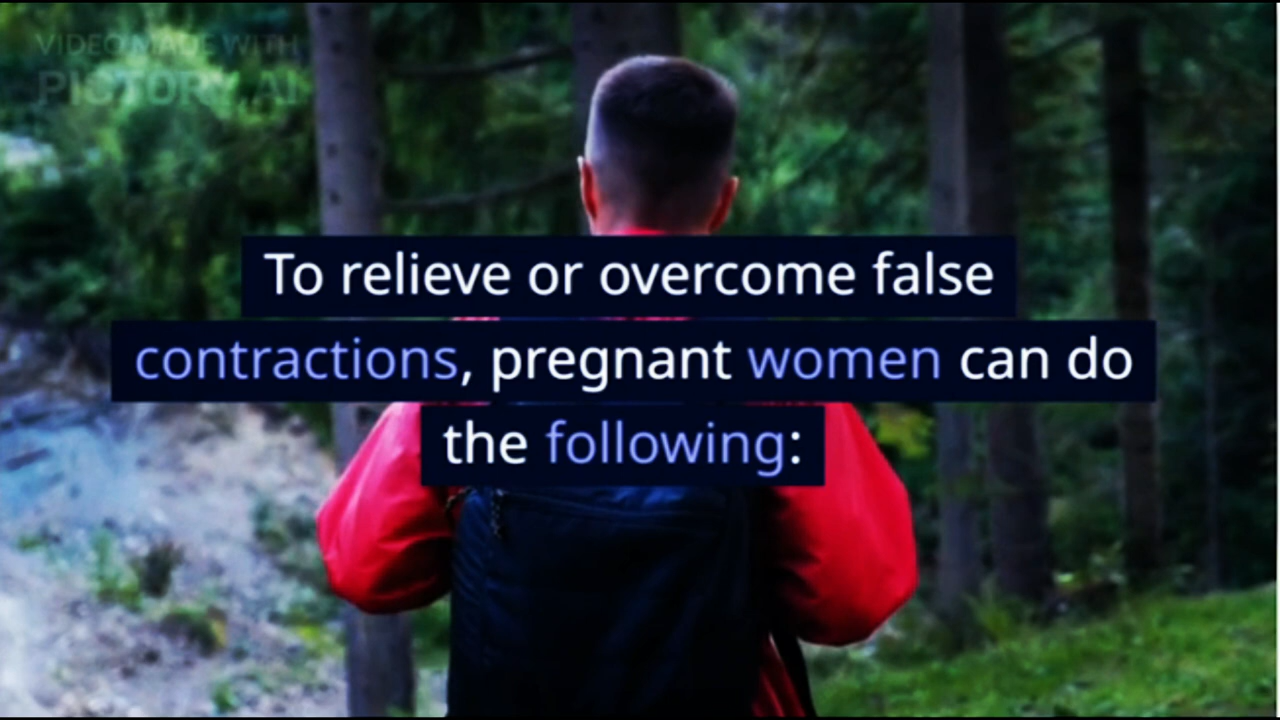 VIDEO MADE WITH
PICTORY.AI
To relieve or overcome false
contractions, pregnant women can do
the following: